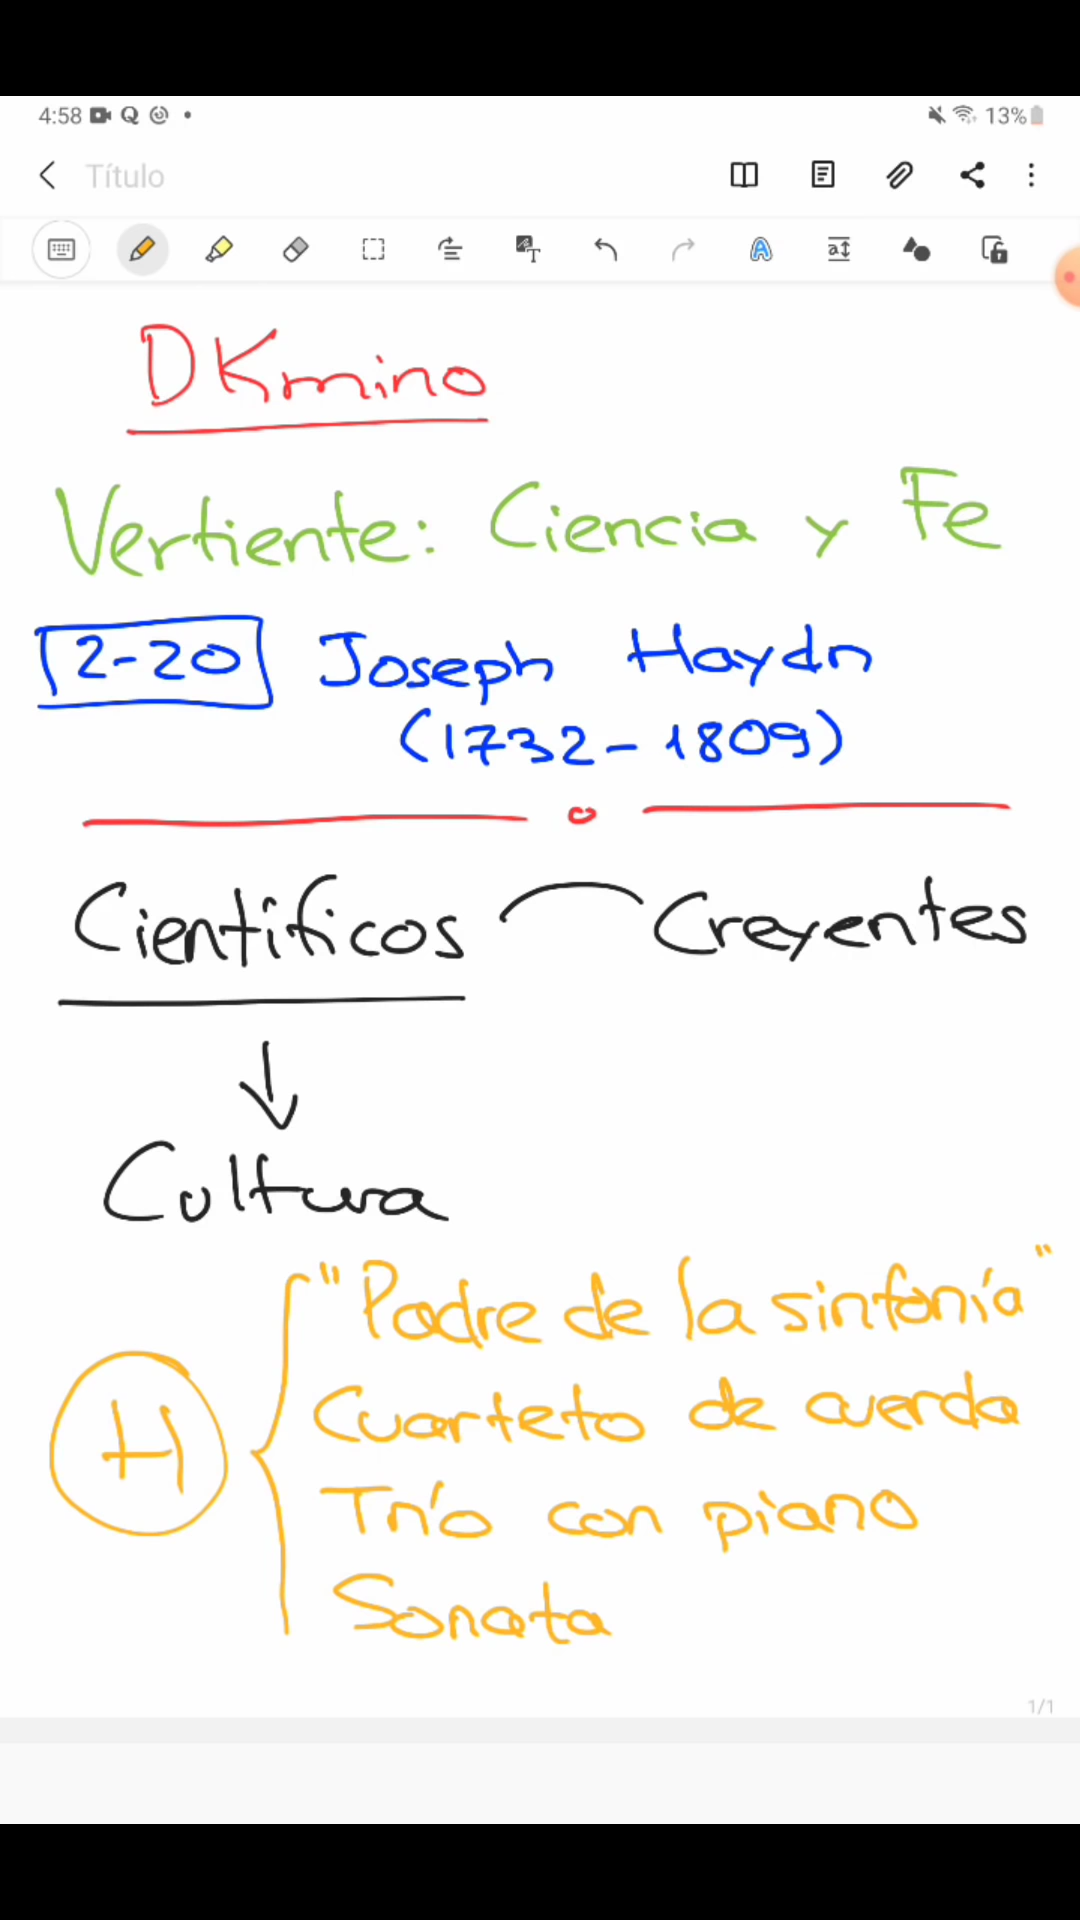 4:58
13%
Título
DKmino
Vertiente: Ciencia y Fe
2-20 Joseph Haydn
(1732-1809)
Científicos Creyentes
Cultura
"Padre de la sinfonía"
H
Cuarteto de cuerda
Trío con piano
Sonata
1/1